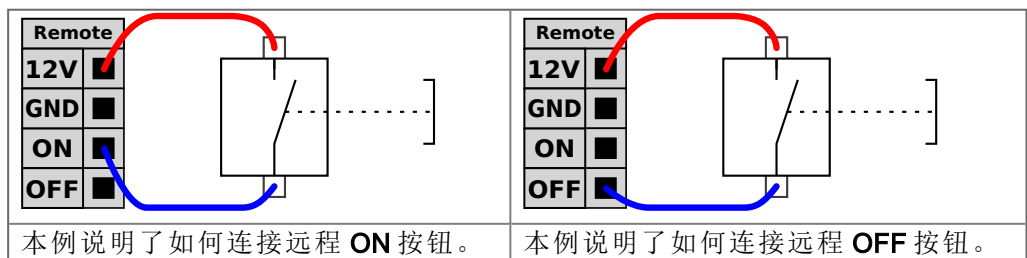 Remote
12V
GND
ON
OFF
本例说明了如何连接远程 ON 按钮。
Remote
12V
GND
ON
OFF
本例说明了如何连接远程 OFF 按钮。